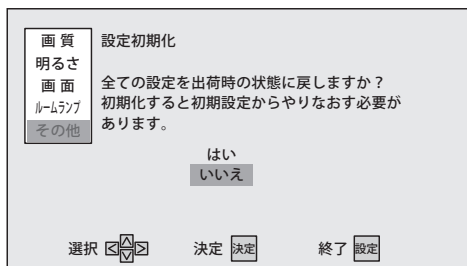 画 質
明るさ
画 面
ルームランプ
その他
設定初期化
全ての設定を出荷時の状態に戻しますか？
初期化すると初期設定からやりなおす必要が
あります。
はい
いいえ
選択 決定 決定 終了 設定